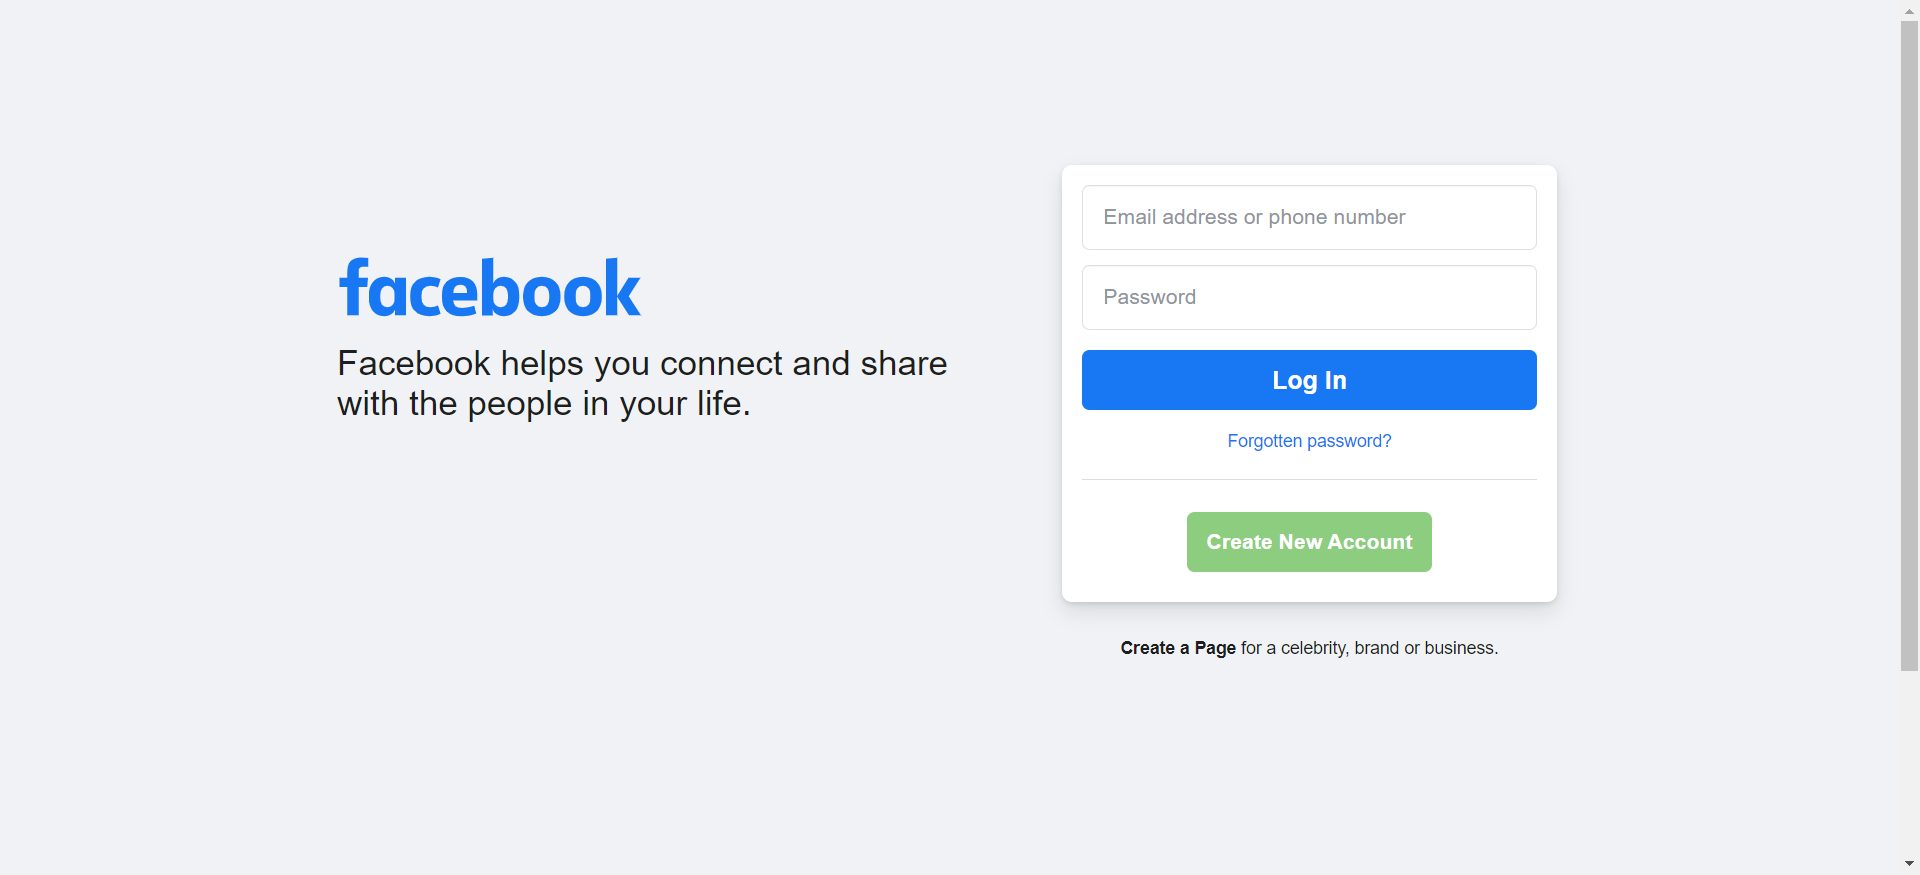 facebook
Facebook helps you connect and share
with the people in your life.
Email address or phone number
Password
Log In
Forgotten password?
Create New Account
Create a Page for a celebrity, brand or business.